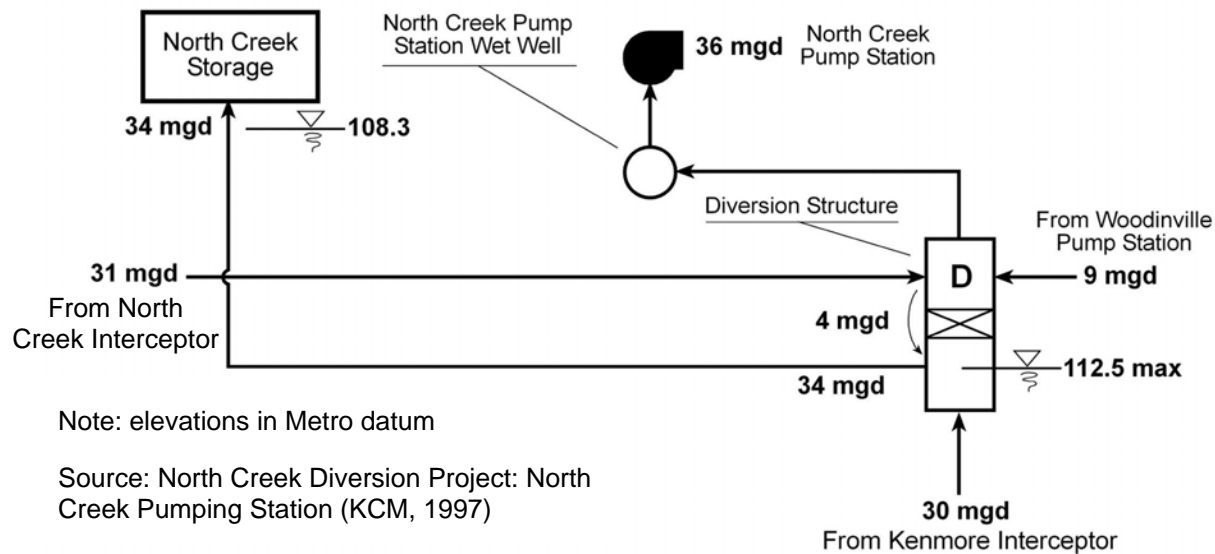 North Creek
Storage
North Creek Pump
Station Wet Well
36 mgd
North Creek
Pump Station
34 mgd
108.3
Diversion Structure
From Woodinville
Pump Station
31 mgd
D
9 mgd
From North
Creek Interceptor
4 mgd
34 mgd
112.5 max
Note: elevations in Metro datum
Source: North Creek Diversion Project: North
Creek Pumping Station (KCM, 1997)
30 mgd
From Kenmore Interceptor